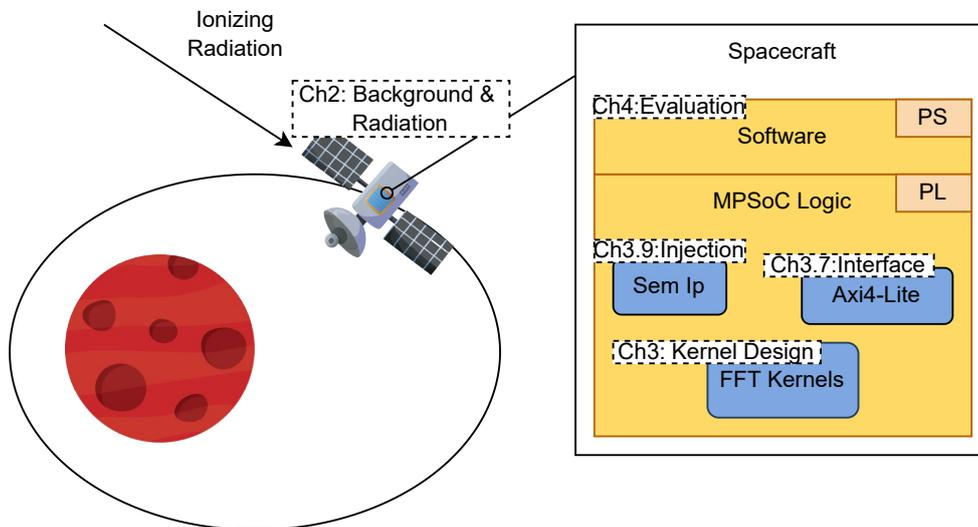 Ionizing
Radiation
Ch2: Background &
Radiation
Spacecraft
Ch4:Evaluation
PS
Software
PL
MPSoC Logic
Ch3.9:Injection
Sem Ip
Ch3.7:Interface
Axi4-Lite
Ch3: Kernel Design
FFT Kernels